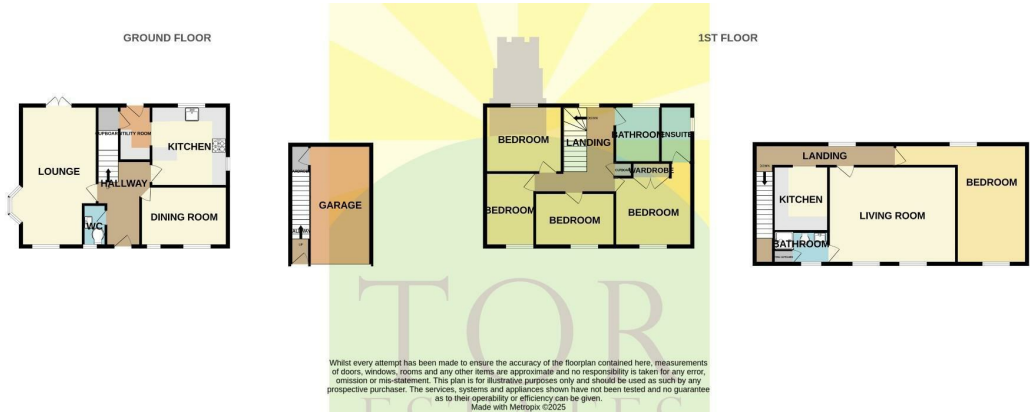 GROUND FLOOR
1ST FLOOR
CUPBOARD
UTILITY ROOM
KITCHEN
LOUNGE
HALLWAY
WC
DINING ROOM
GARAGE
UP
DOWN
BEDROOM
LANDING
BATHROOM
ENSUITE
WARDROBE
BEDROOM
BEDROOM
BEDROOM
DOWN
LANDING
KITCHEN
LIVING ROOM
BEDROOM
BATHROOM
TOR
ESTATES
Whilst every attempt has been made to ensure the accuracy of the floorplan contained here, measurements
of doors, windows, rooms and any other items are approximate and no responsibility is taken for any error,
omission or mis-statement. This plan is for illustrative purposes only and should be used as such by any
prospective purchaser. The services, systems and appliances shown have not been tested and no guarantee
as to their operability or efficiency can be given.
Made with Metropix ©2025